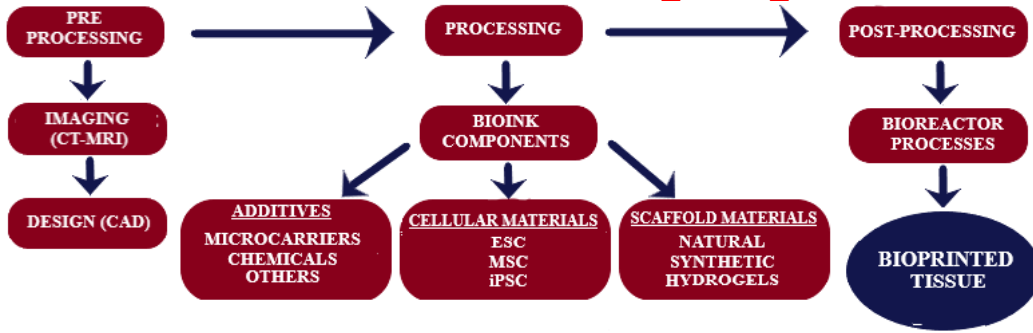 PRE
PROCESSING
PROCESSING
POST-PROCESSING
IMAGING
(CT-MRI)
BIOINK
COMPONENTS
BIOREACTOR
PROCESSES
DESIGN (CAD)
ADDITIVES
MICROCARRIERS
CHEMICALS
OTHERS
CELLULAR MATERIALS
ESC
MSC
iPSC
SCAFFOLD MATERIALS
NATURAL
SYNTHETIC
HYDROGELS
BIOPRINTED
TISSUE